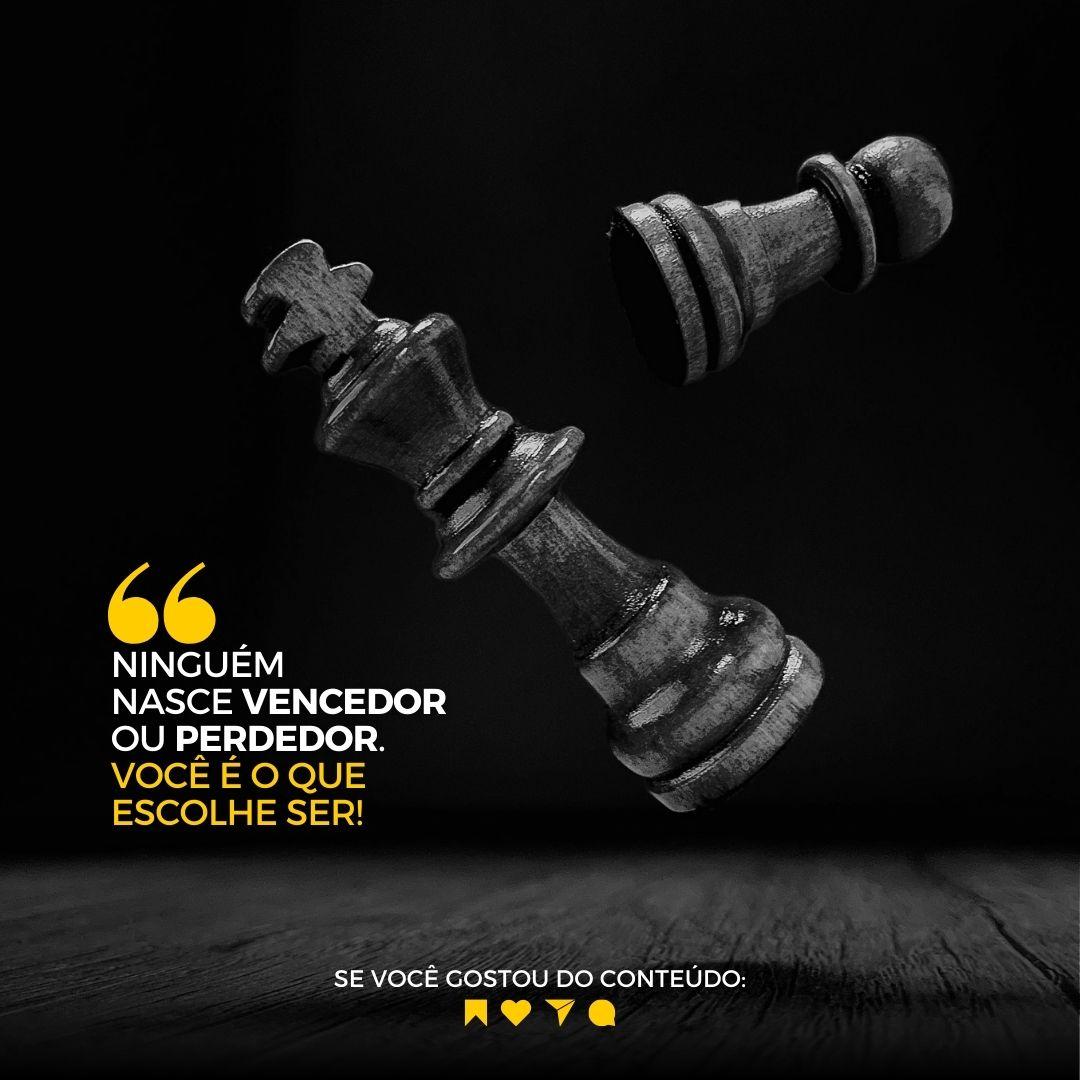 NINGUÉM
NASCE VENCEDOR
OU PERDEDOR.
VOCÊ É O QUE
ESCOLHE SER!
SE VOCÊ GOSTOU DO CONTEÚDO: